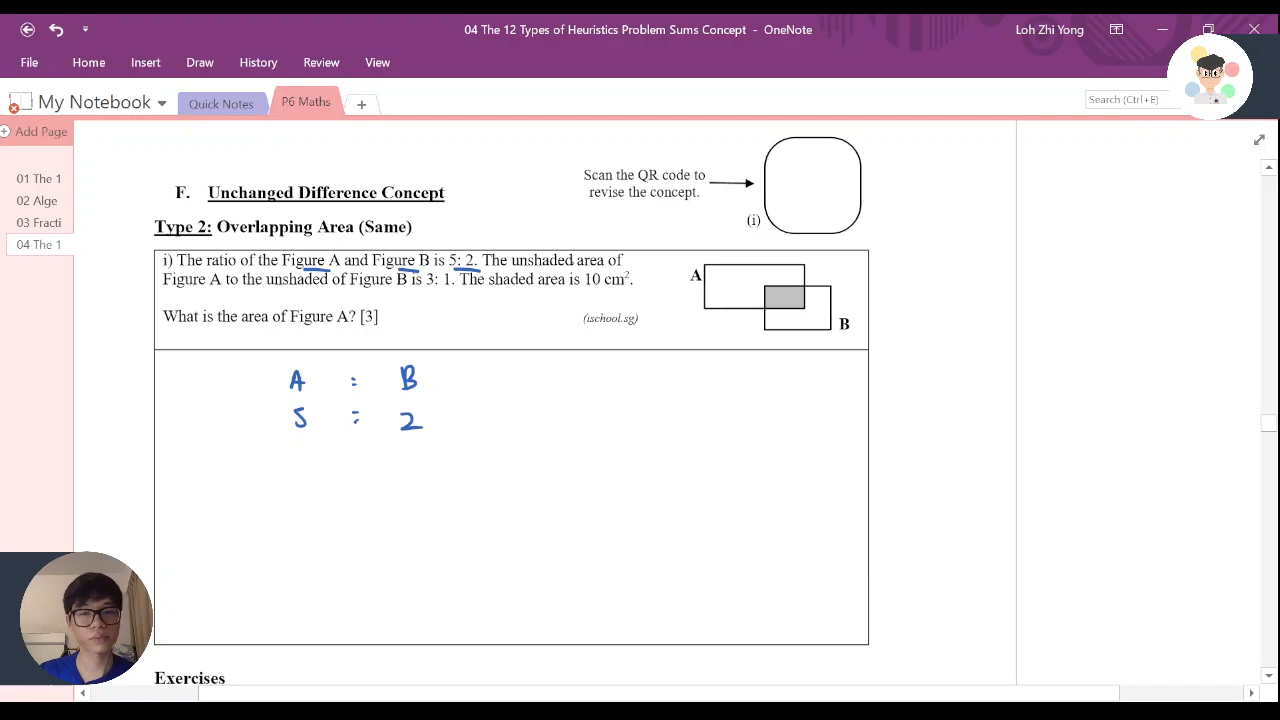 04 The 12 Types of Heuristics Problem Sums Concept - OneNote
Loh Zhi Yong
File Home Insert Draw History Review View
My Notebook
Quick Notes
P6 Maths
Search (Ctrl+E)
Add Page
01 The 1
02 Alge
03 Fracti
04 The 1
Scan the QR code to
revise the concept.
(i)
F. Unchanged Difference Concept
Type 2: Overlapping Area (Same)
i) The ratio of the Figure A and Figure B is 5: 2. The unshaded area of
Figure A to the unshaded of Figure B is 3: 1. The shaded area is 10 cm².
What is the area of Figure A? [3]
(ischool.sg)
A
B
A : B
5 : 2
Exercises